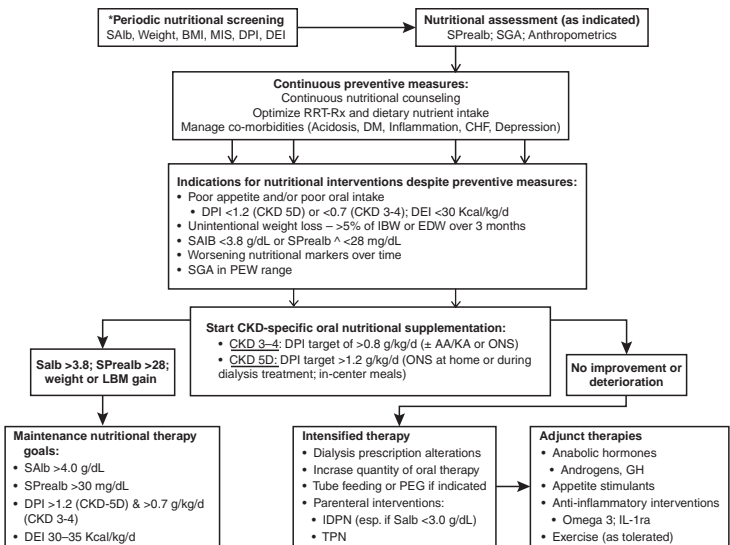 *Periodic nutritional screening
SAlb, Weight, BMI, MIS, DPI, DEI
Nutritional assessment (as indicated)
SPrealb; SGA; Anthropometrics
Continuous preventive measures:
Continuous nutritional counseling
Optimize RRT-Rx and dietary nutrient intake
Manage co-morbidities (Acidosis, DM, Inflammation, CHF, Depression)
Indications for nutritional interventions despite preventive measures:
• Poor appetite and/or poor oral intake
• DPI <1.2 (CKD 5D) or <0.7 (CKD 3-4); DEI <30 Kcal/kg/d
• Unintentional weight loss – >5% of IBW or EDW over 3 months
• SAIB <3.8 g/dL or SPrealb ^ <28 mg/dL
• Worsening nutritional markers over time
• SGA in PEW range
Start CKD-specific oral nutritional supplementation:
• CKD 3–4: DPI target of >0.8 g/kg/d (± AA/KA or ONS)
• CKD 5D: DPI target >1.2 g/kg/d (ONS at home or during
dialysis treatment; in-center meals)
Salb >3.8; SPrealb >28;
weight or LBM gain
No improvement or
deterioration
Maintenance nutritional therapy
goals:
• SAlb >4.0 g/dL
• SPrealb >30 mg/dL
• DPI >1.2 (CKD-5D) & >0.7 g/kg/d
(CKD 3-4)
• DEI 30–35 Kcal/kg/d
Intensified therapy
• Dialysis prescription alterations
• Incrase quantity of oral therapy
• Tube feeding or PEG if indicated
• Parenteral interventions:
• IDPN (esp. if Salb <3.0 g/dL)
• TPN
Adjunct therapies
• Anabolic hormones
• Androgens, GH
• Appetite stimulants
• Anti-inflammatory interventions
• Omega 3; IL-1ra
• Exercise (as tolerated)